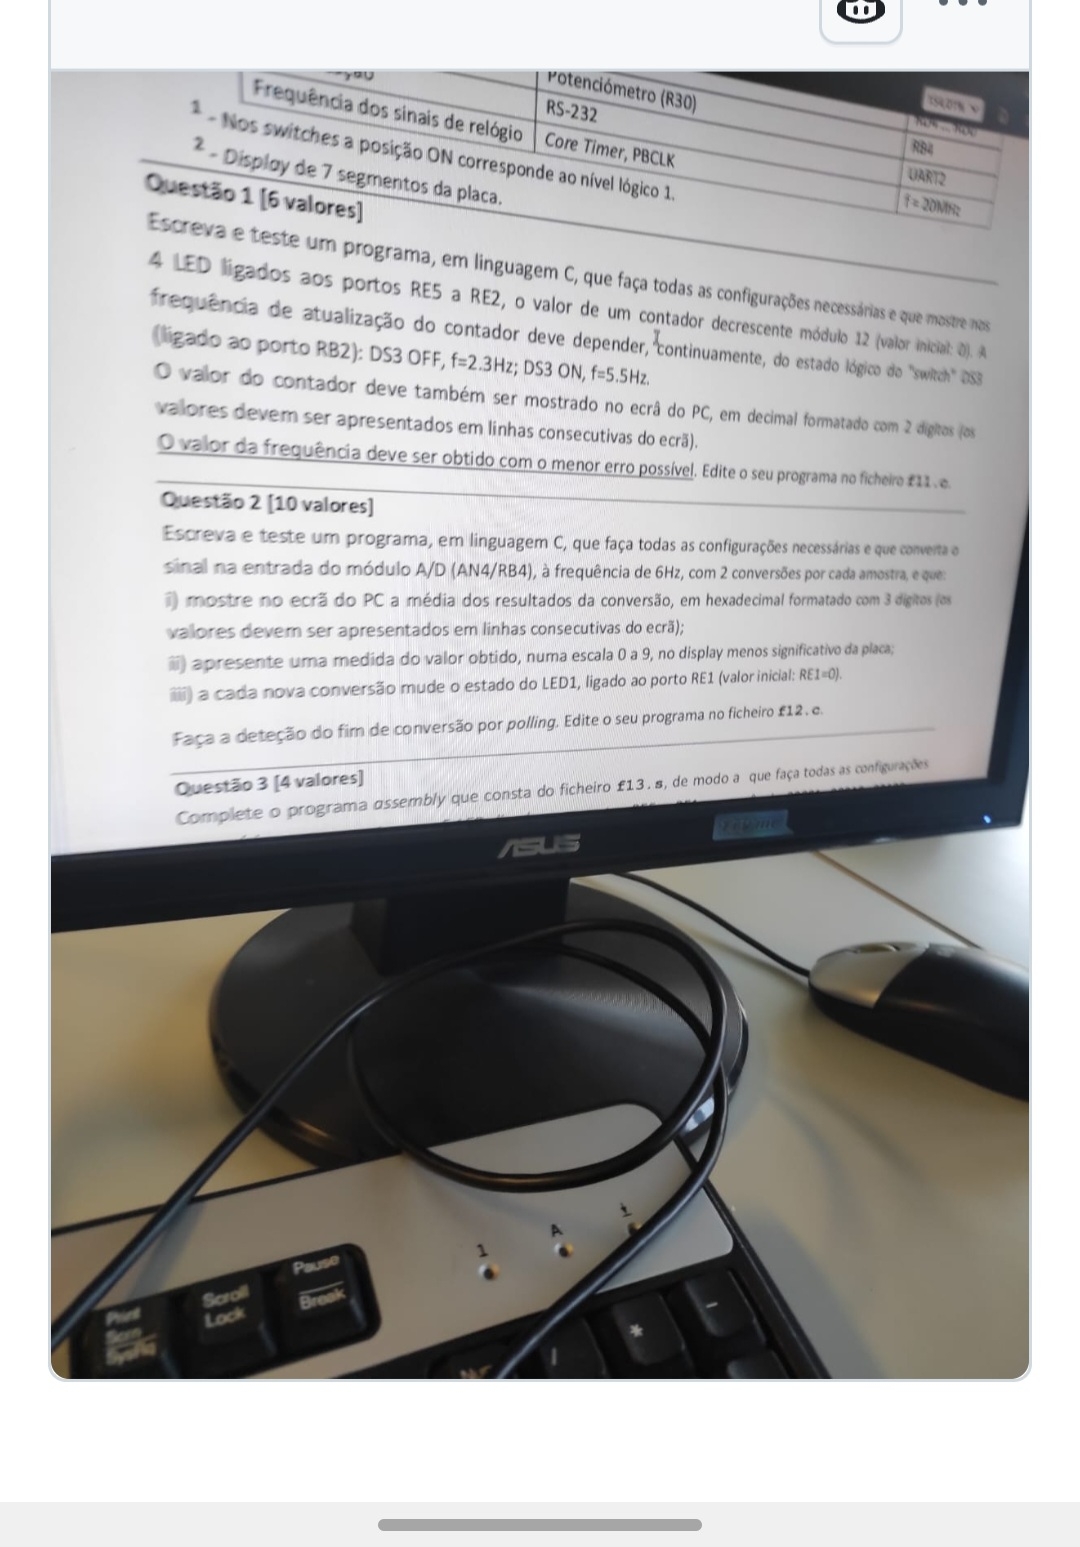 Potenciómetro (R30)
RS-232
RB4
UART2
Frequência dos sinais de relógio
Core Timer, PBCLK
f = 20MHz
1 - Nos switches a posição ON corresponde ao nível lógico 1.
2 - Display de 7 segmentos da placa.
Questão 1 [6 valores]
Escreva e teste um programa, em linguagem C, que faça todas as configurações necessárias e que mostre nos
4 LED ligados aos portos RE5 a RE2, o valor de um contador decrescente módulo 12 (valor inicial: 0). A
frequência de atualização do contador deve depender, continuamente, do estado lógico do "switch" DS3
(ligado ao porto RB2): DS3 OFF, f=2.3Hz; DS3 ON, f=5.5Hz.
O valor do contador deve também ser mostrado no ecrã do PC, em decimal formatado com 2 digitos (os
valores devem ser apresentados em linhas consecutivas do ecrã).
O valor da frequência deve ser obtido com o menor erro possível. Edite o seu programa no ficheiro f11.c.
Questão 2 [10 valores]
Escreva e teste um programa, em linguagem C, que faça todas as configurações necessárias e que converta o
sinal na entrada do módulo A/D (AN4/RB4), à frequência de 6Hz, com 2 conversões por cada amostra, e que:
i) mostre no ecrã do PC a média dos resultados da conversão, em hexadecimal formatado com 3 digitos (os
valores devem ser apresentados em linhas consecutivas do ecrã);
ii) apresente uma medida do valor obtido, numa escala 0 a 9, no display menos significativo da placa;
iii) a cada nova conversão mude o estado do LED1, ligado ao porto RE1 (valor inicial: RE1=0).
Faça a deteção do fim de conversão por polling. Edite o seu programa no ficheiro f12.c.
Questão 3 [4 valores]
Complete o programa assembly que consta do ficheiro f13.s, de modo a que faça todas as configurações
ASUS
1
A
Print
Scrn
SysRq
Scroll
Lock
Pause
Break
/
*
-